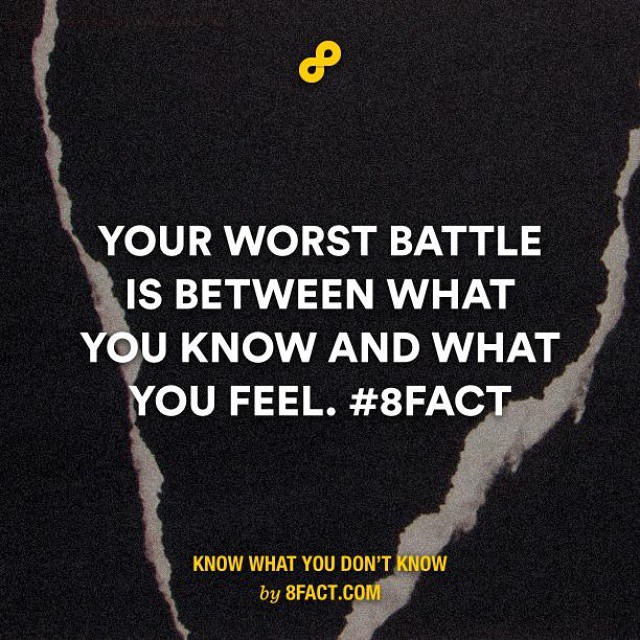 YOUR WORST BATTLE
IS BETWEEN WHAT
YOU KNOW AND WHAT
YOU FEEL. #8FACT
KNOW WHAT YOU DON'T KNOW
by 8FACT.COM